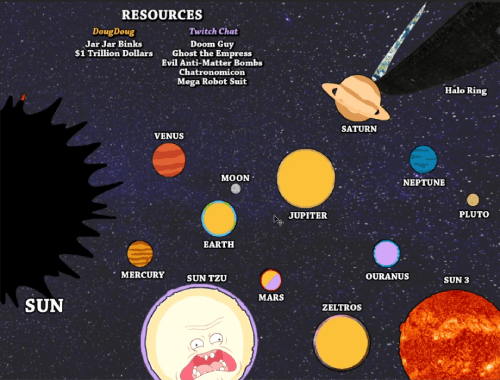 RESOURCES
DougDoug
Jar Jar Binks
$1 Trillion Dollars
Twitch Chat
Doom Guy
Ghost the Empress
Evil Anti-Matter Bombs
Chatronomicon
Mega Robot Suit
Halo Ring
SATURN
VENUS
MOON
NEPTUNE
JUPITER
PLUTO
EARTH
MERCURY
SUN TZU
OURANUS
SUN 3
MARS
SUN
ZELTROS